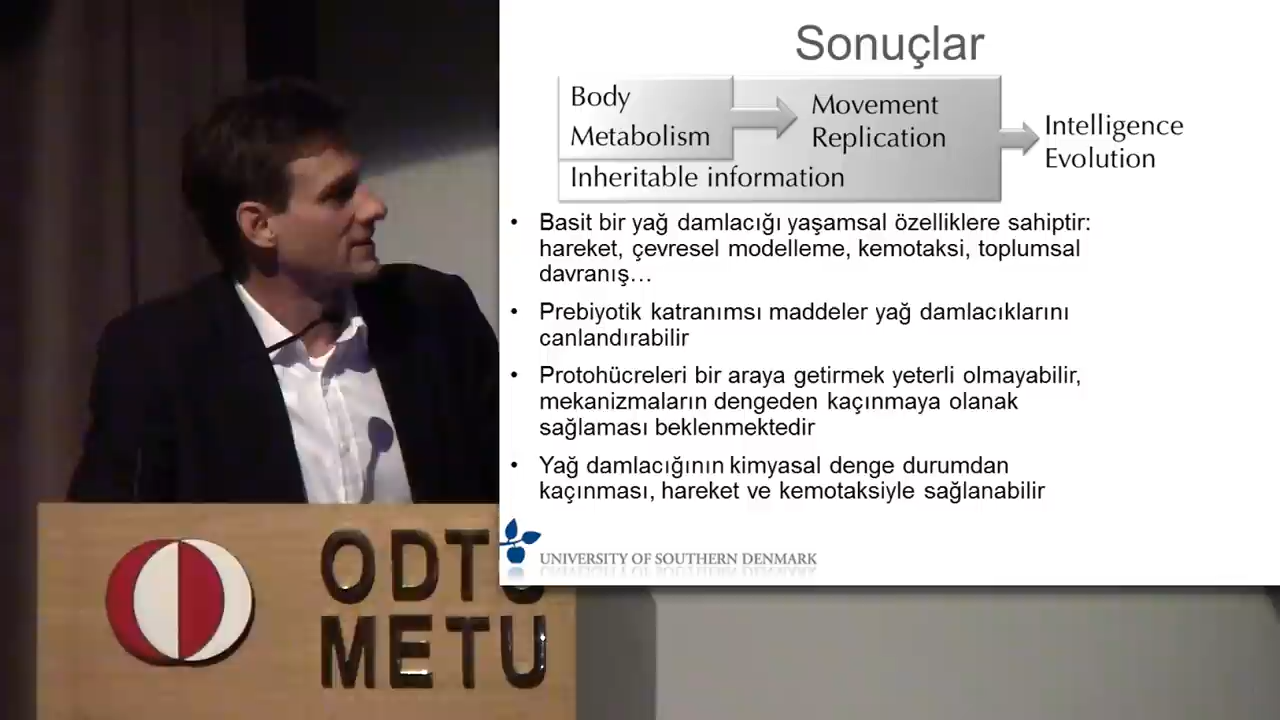 Sonuçlar
Body
Metabolism
Movement
Replication
Inheritable information
Intelligence
Evolution
• Basit bir yağ damlacığı yaşamsal özelliklere sahiptir:
hareket, çevresel modelleme, kemotaksi, toplumsal
davranış…
• Prebiyotik katranımsı maddeler yağ damlacıklarını
canlandırabilir
• Protohücreleri bir araya getirmek yeterli olmayabilir,
mekanizmaların dengeden kaçınmaya olanak
sağlaması beklenmektedir
• Yağ damlacığının kimyasal denge durumdan
kaçınması, hareket ve kemotaksiyle sağlanabilir
UNIVERSITY OF SOUTHERN DENMARK
ODTÜ
METU